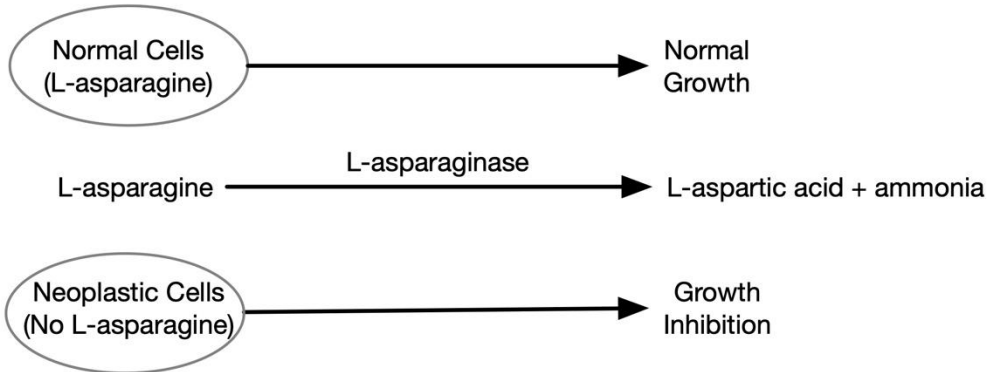 Normal Cells
(L-asparagine)
Normal
Growth
L-asparaginase
L-asparagine
L-aspartic acid + ammonia
Neoplastic Cells
(No L-asparagine)
Growth
Inhibition